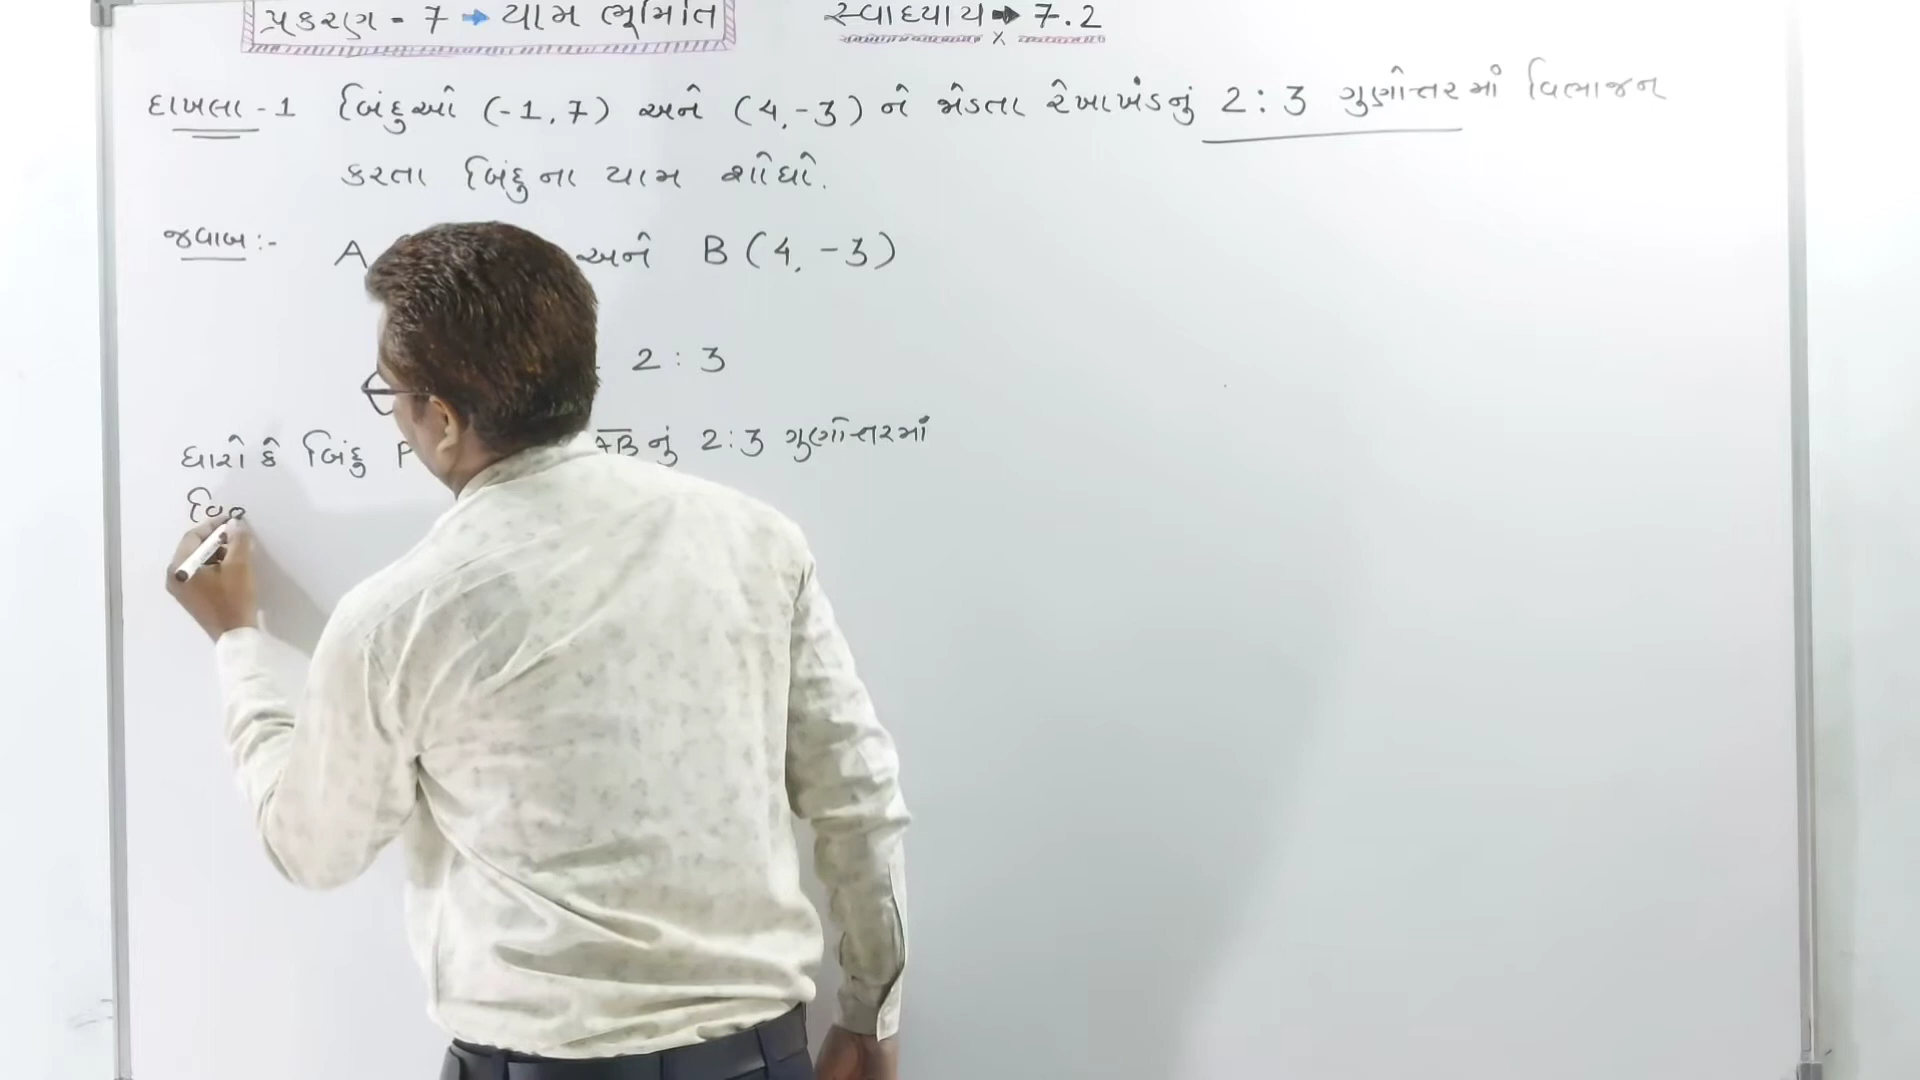 પ્રકરણ - 7 → યામ ભૂમિતિ
સ્વાધ્યાય → 7.2
દાખલા - 1 બિંદુઓ (-1, 7) અને (4, -3) ને જોડતા રેખાખંડનું 2 : 3 ગુણોત્તરમાં વિભાજન
કરતા બિંદુના યામ શોધો.
જવાબ :- A અને B (4, -3)
2 : 3
ધારો કે બિંદુ P AB નું 2:3 ગુણોત્તરમાં